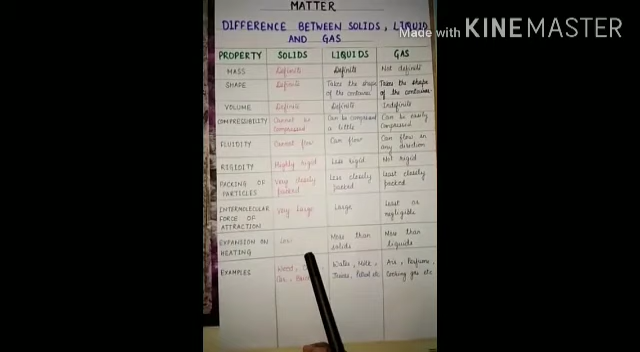 MATTER
DIFFERENCE BETWEEN SOLIDS, LIQUID
AND GAS
Made with KINEMASTER
PROPERTY SOLIDS LIQUIDS GAS
MASS Definite Definite Not definite
SHAPE Definite Takes the shape of the container Takes the shape of the container
VOLUME Definite Definite Indefinite
COMPRESSIBILITY Cannot be compressed Can be compressed a little Can be easily compressed
FLUIDITY Cannot flow Can flow Can flow in any direction
RIGIDITY Highly rigid Less rigid Not rigid
PACKING OF PARTICLES Very closely packed Less closely packed Least closely packed
INTERMOLECULAR FORCE OF ATTRACTION Very Large Large Least or negligible
EXPANSION ON HEATING Low More than solids More than liquids
EXAMPLES Wood, Water, Milk, Juices, Petrol etc Air, Perfume, Cooking gas etc